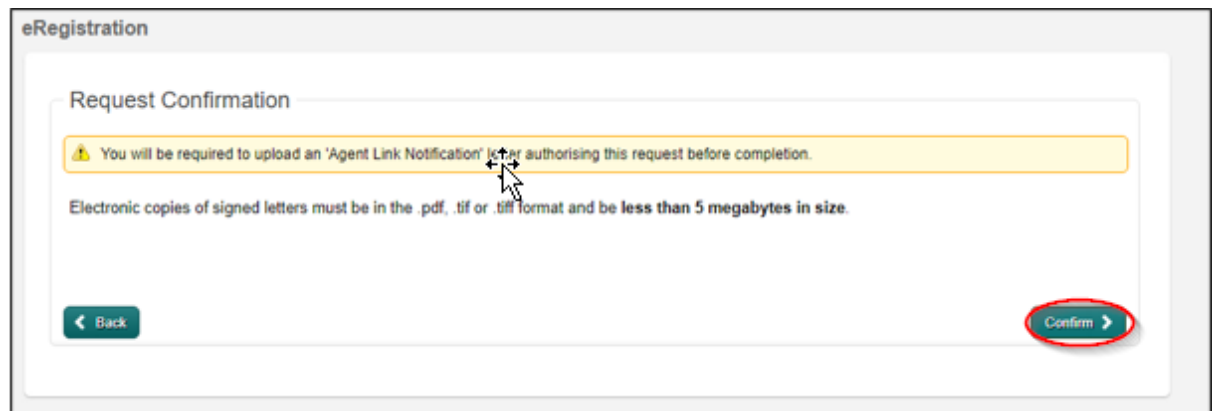 eRegistration
Request Confirmation
You will be required to upload an 'Agent Link Notification' letter authorising this request before completion.
Electronic copies of signed letters must be in the .pdf, .tif or .tiff format and be less than 5 megabytes in size.
Back
Confirm